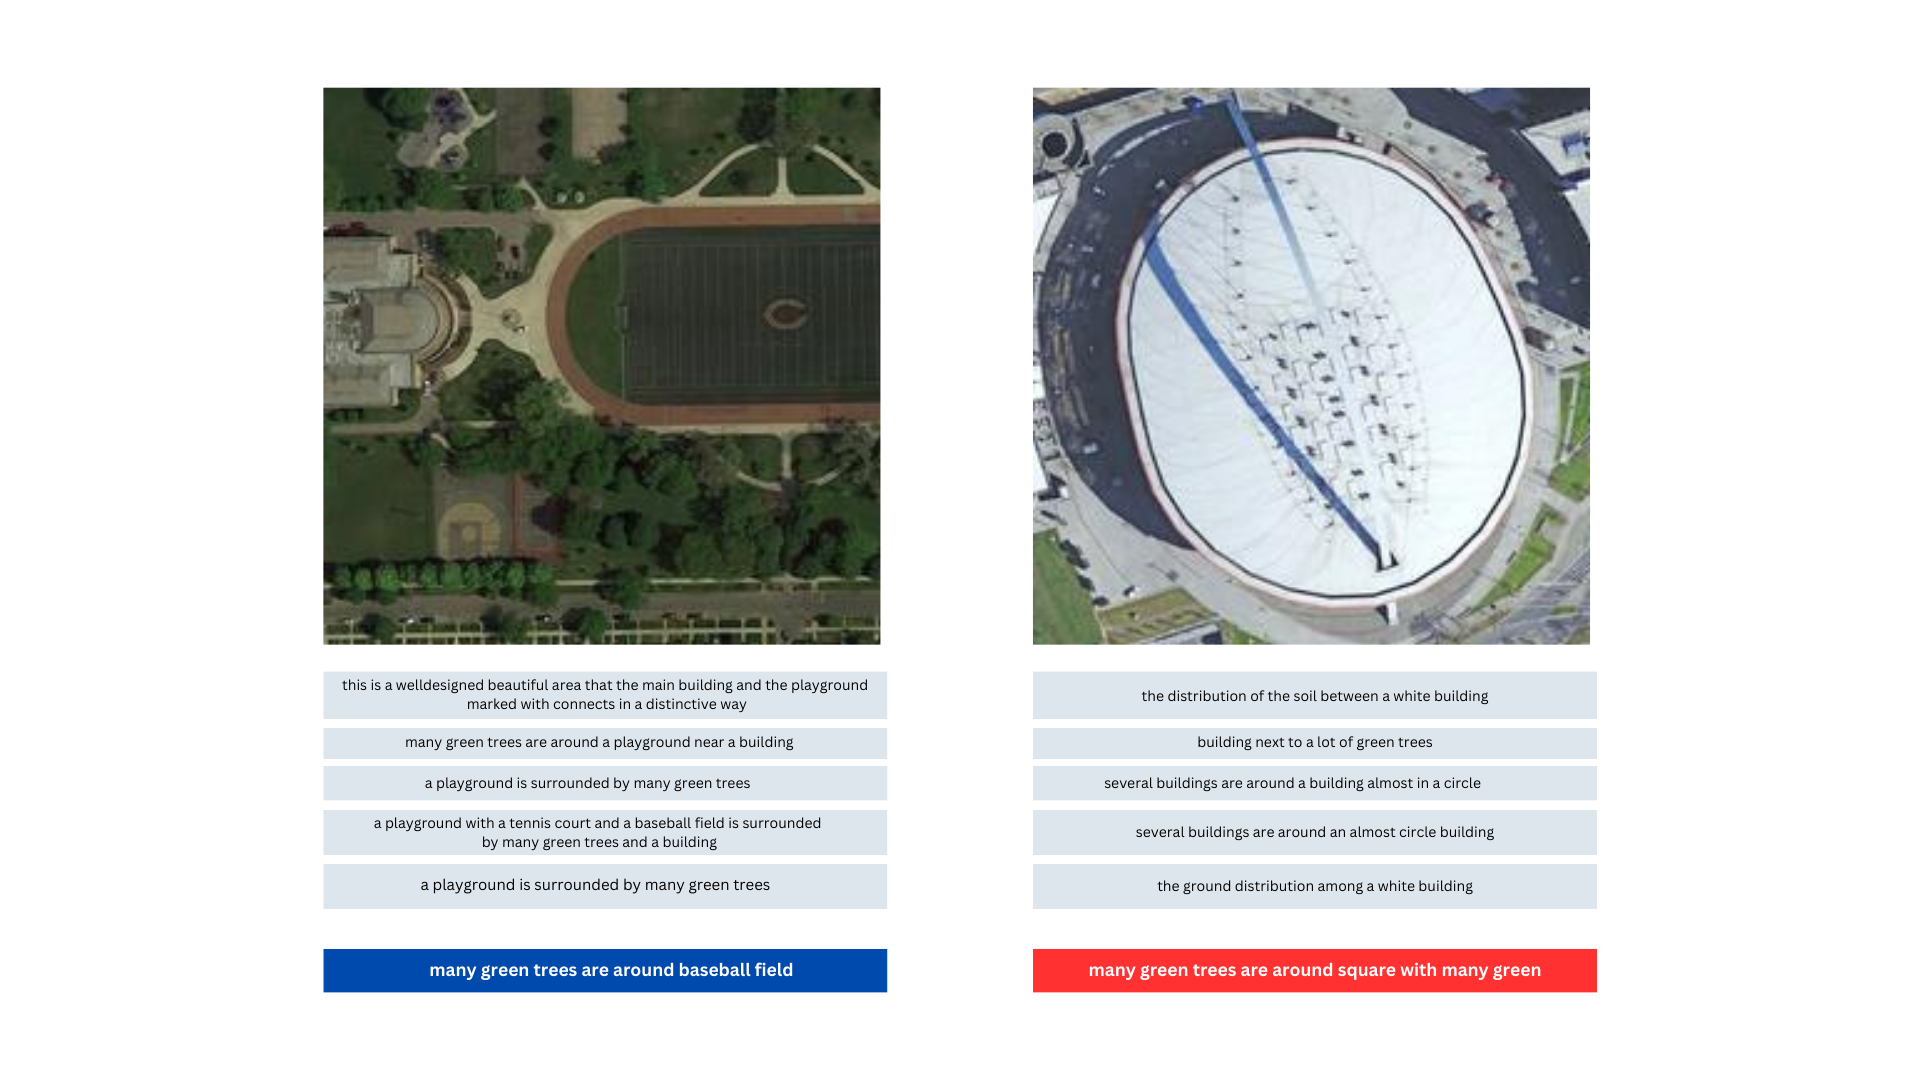 this is a welldesigned beautiful area that the main building and the playground
marked with connects in a distinctive way
many green trees are around a playground near a building
a playground is surrounded by many green trees
a playground with a tennis court and a baseball field is surrounded
by many green trees and a building
a playground is surrounded by many green trees
many green trees are around baseball field
the distribution of the soil between a white building
building next to a lot of green trees
several buildings are around a building almost in a circle
several buildings are around an almost circle building
the ground distribution among a white building
many green trees are around square with many green